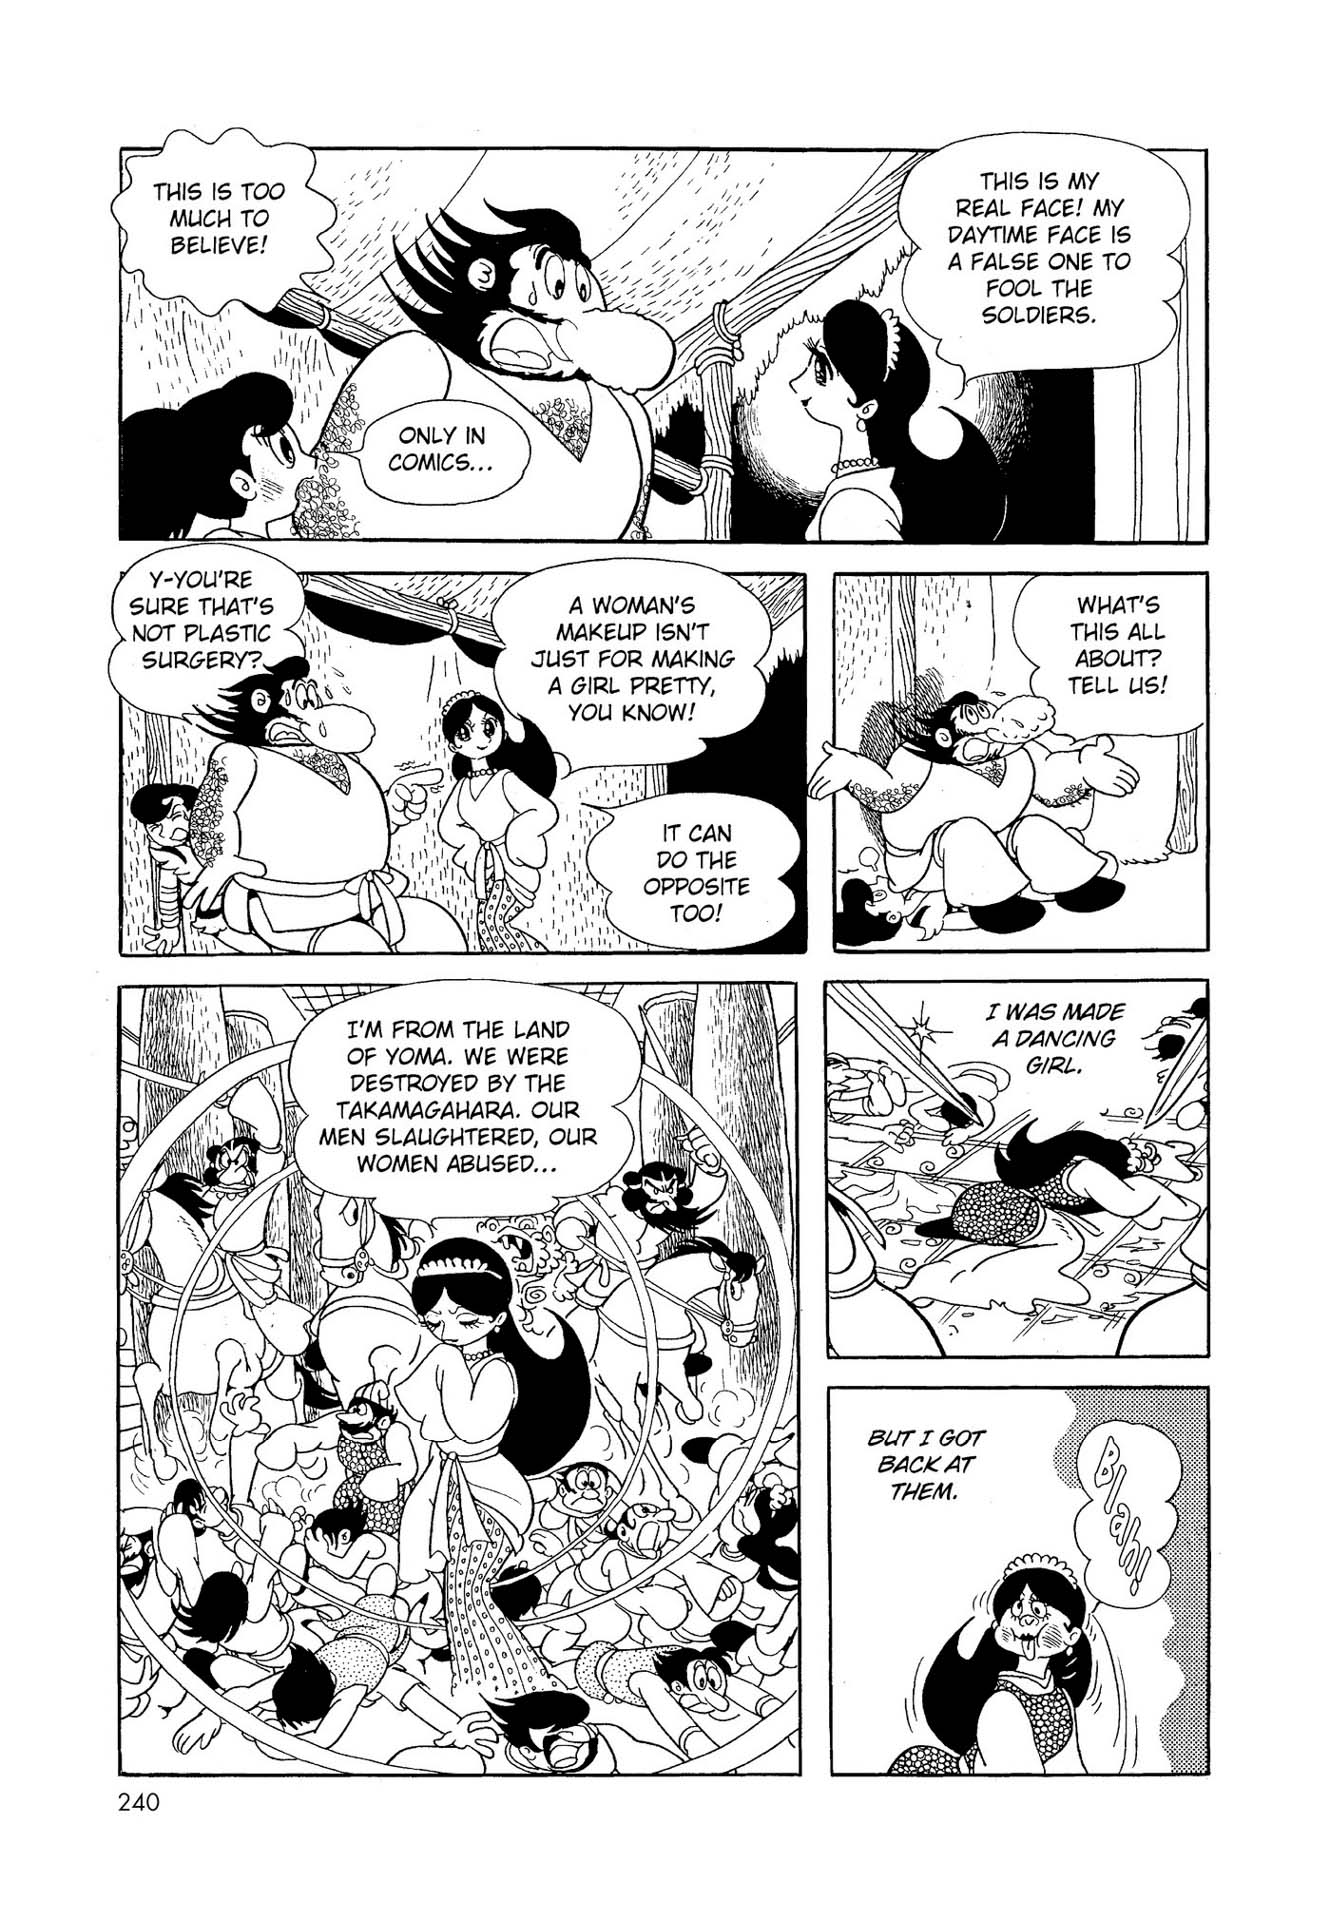 THIS IS TOO
MUCH TO
BELIEVE!
ONLY IN
COMICS...
THIS IS MY
REAL FACE! MY
DAYTIME FACE IS
A FALSE ONE TO
FOOL THE
SOLDIERS.
Y-YOU'RE
SURE THAT'S
NOT PLASTIC
SURGERY?
A WOMAN'S
MAKEUP ISN'T
JUST FOR MAKING
A GIRL PRETTY,
YOU KNOW!
IT CAN
DO THE
OPPOSITE
TOO!
WHAT'S
THIS ALL
ABOUT?
TELL US!
I'M FROM THE LAND
OF YOMA. WE WERE
DESTROYED BY THE
TAKAMAGAHARA. OUR
MEN SLAUGHTERED, OUR
WOMEN ABUSED...
I WAS MADE
A DANCING
GIRL.
BUT I GOT
BACK AT
THEM.
Blah!!
240